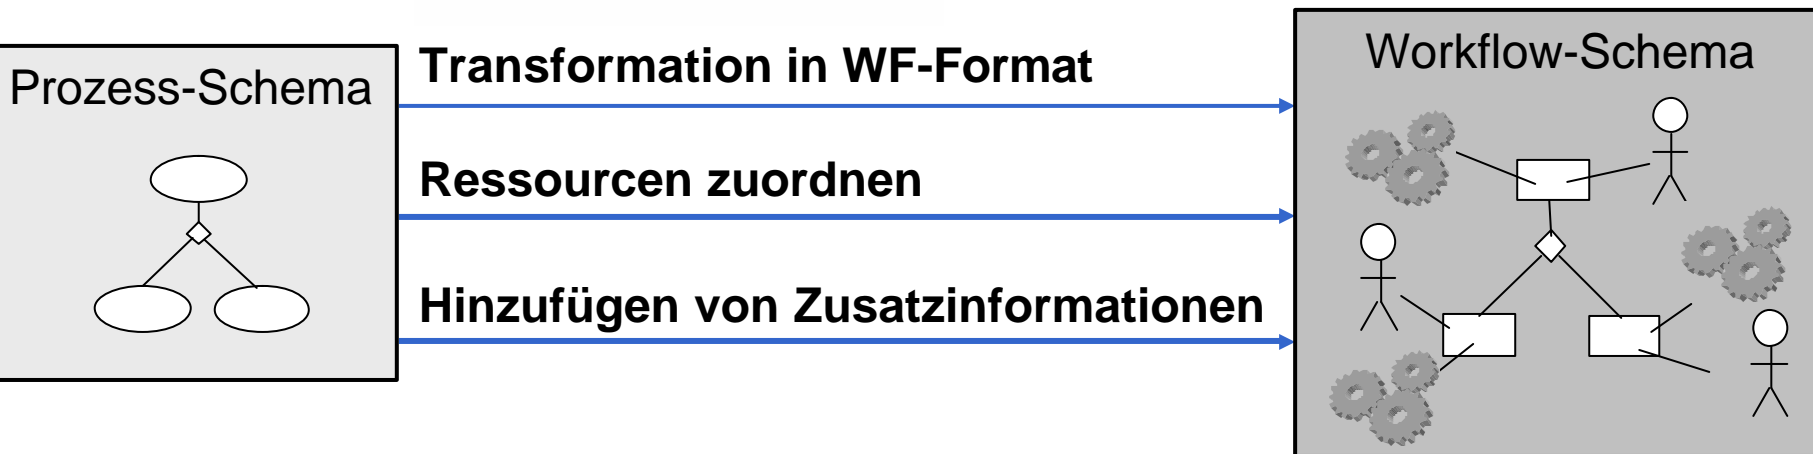 Prozess-Schema
Transformation in WF-Format
Ressourcen zuordnen
Hinzufügen von Zusatzinformationen
Workflow-Schema